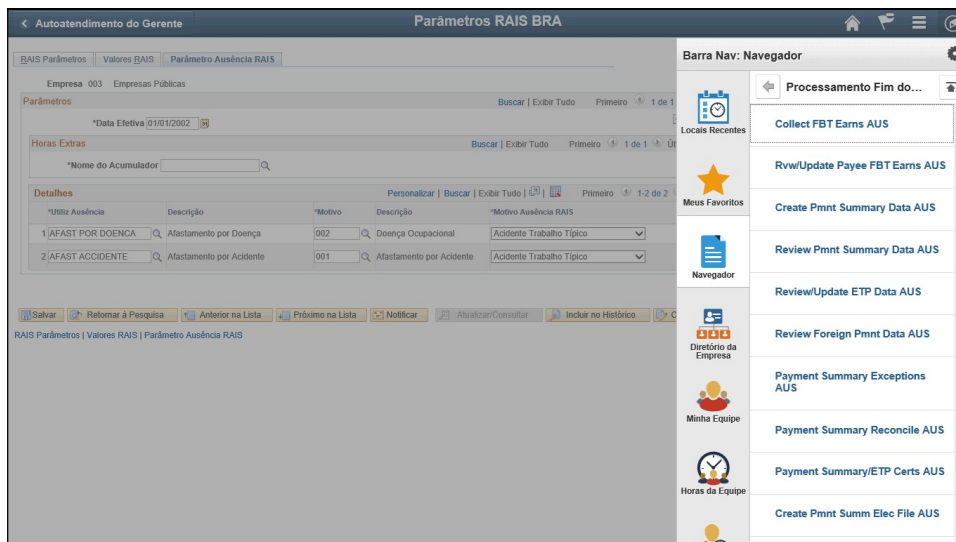 Autoatendimento do Gerente
Parâmetros RAIS BRA
RAIS Parâmetros
Valores RAIS
Parâmetro Ausência RAIS
Empresa 003 Empresas Públicas
Parâmetros
Buscar | Exibir Tudo Primeiro 1 de 1
*Data Efetiva 01/01/2002
Horas Extras
Buscar | Exibir Tudo Primeiro 1 de 1
*Nome do Acumulador
Detalhes
Personalizar | Buscar | Exibir Tudo | Primeiro 1-2 de 2
*Utiliz Ausência Descrição *Motivo Descrição *Motivo Ausência RAIS
1 AFAST POR DOENCA Afastamento por Doença 002 Doença Ocupacional Acidente Trabalho Típico
2 AFAST ACCIDENTE Afastamento por Acidente 001 Afastamento por Acidente Acidente Trabalho Típico
Salvar Retornar à Pesquisa Anterior na Lista Próximo na Lista Notificar Atualizar/Consultar Incluir no Histórico
RAIS Parâmetros | Valores RAIS | Parâmetro Ausência RAIS
Barra Nav: Navegador
Locais Recentes
Meus Favoritos
Navegador
Diretório da
Empresa
Minha Equipe
Horas da Equipe
Processamento Fim do...
Collect FBT Earns AUS
Rvw/Update Payee FBT Earns AUS
Create Pmnt Summary Data AUS
Review Pmnt Summary Data AUS
Review/Update ETP Data AUS
Review Foreign Pmnt Data AUS
Payment Summary Exceptions
AUS
Payment Summary Reconcile AUS
Payment Summary/ETP Certs AUS
Create Pmnt Summ Elec File AUS